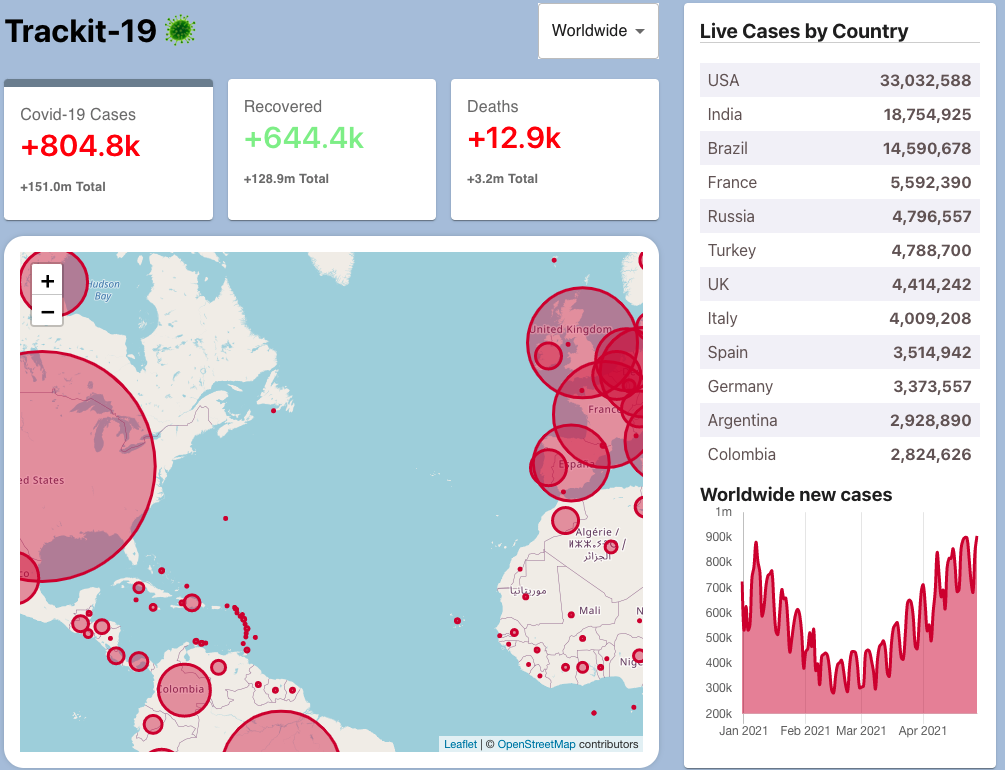 Trackit-19
Worldwide
Covid-19 Cases
+804.8k
+151.0m Total
Recovered
+644.4k
+128.9m Total
Deaths
+12.9k
+3.2m Total
+
−
Hudson
Bay
United Kingdom
France
España
ed States
co
Algérie /
ⵍⵣⵣⴰⵢⴻⵔ /
الجزائر
موريتانيا
Mali
N
Nige
Colombia
Leaflet | © OpenStreetMap contributors
Live Cases by Country
USA 33,032,588
India 18,754,925
Brazil 14,590,678
France 5,592,390
Russia 4,796,557
Turkey 4,788,700
UK 4,414,242
Italy 4,009,208
Spain 3,514,942
Germany 3,373,557
Argentina 2,928,890
Colombia 2,824,626
Worldwide new cases
1m
900k
800k
700k
600k
500k
400k
300k
200k
Jan 2021 Feb 2021 Mar 2021 Apr 2021